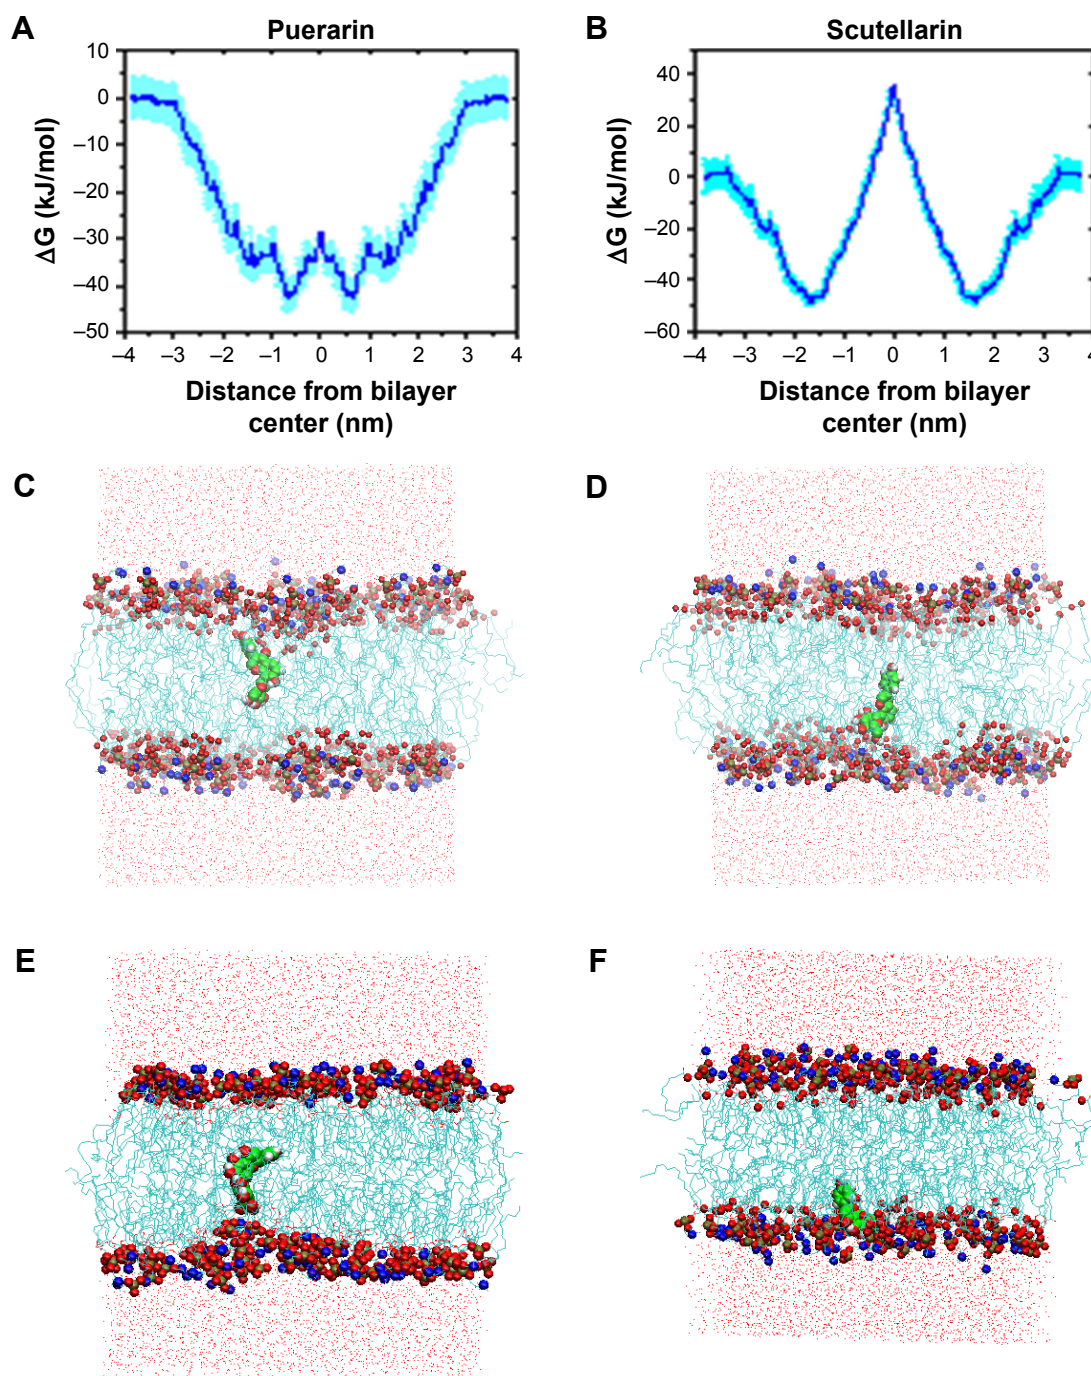 A
Puerarin
10
0
–10
–20
–30
–40
–50
ΔG (kJ/mol)
–4 –3 –2 –1 0 1 2 3 4
Distance from bilayer
center (nm)
B
Scutellarin
40
20
0
–20
–40
–60
ΔG (kJ/mol)
–4 –3 –2 –1 0 1 2 3 4
Distance from bilayer
center (nm)
C
D
E
F